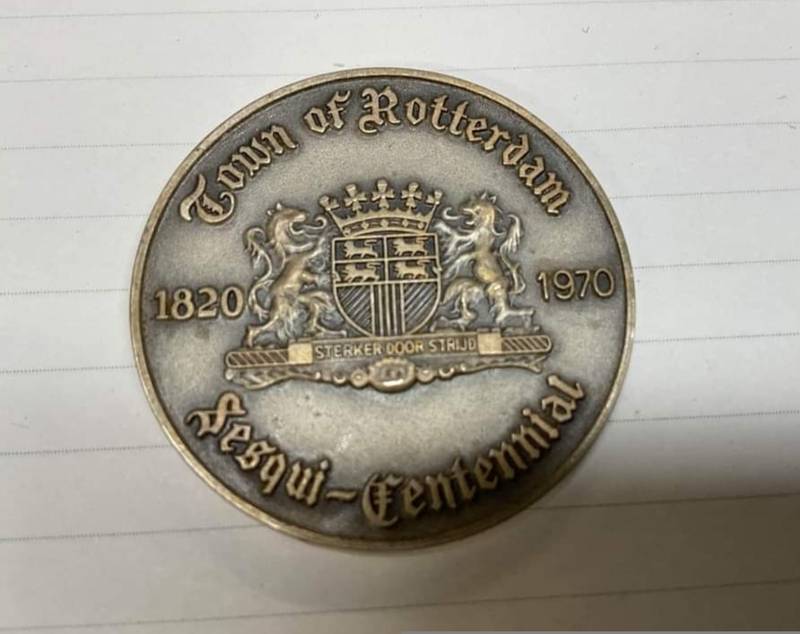 Town of Rotterdam
1820 1970
STERKER DOOR STRIJD
Sesqui-Centennial